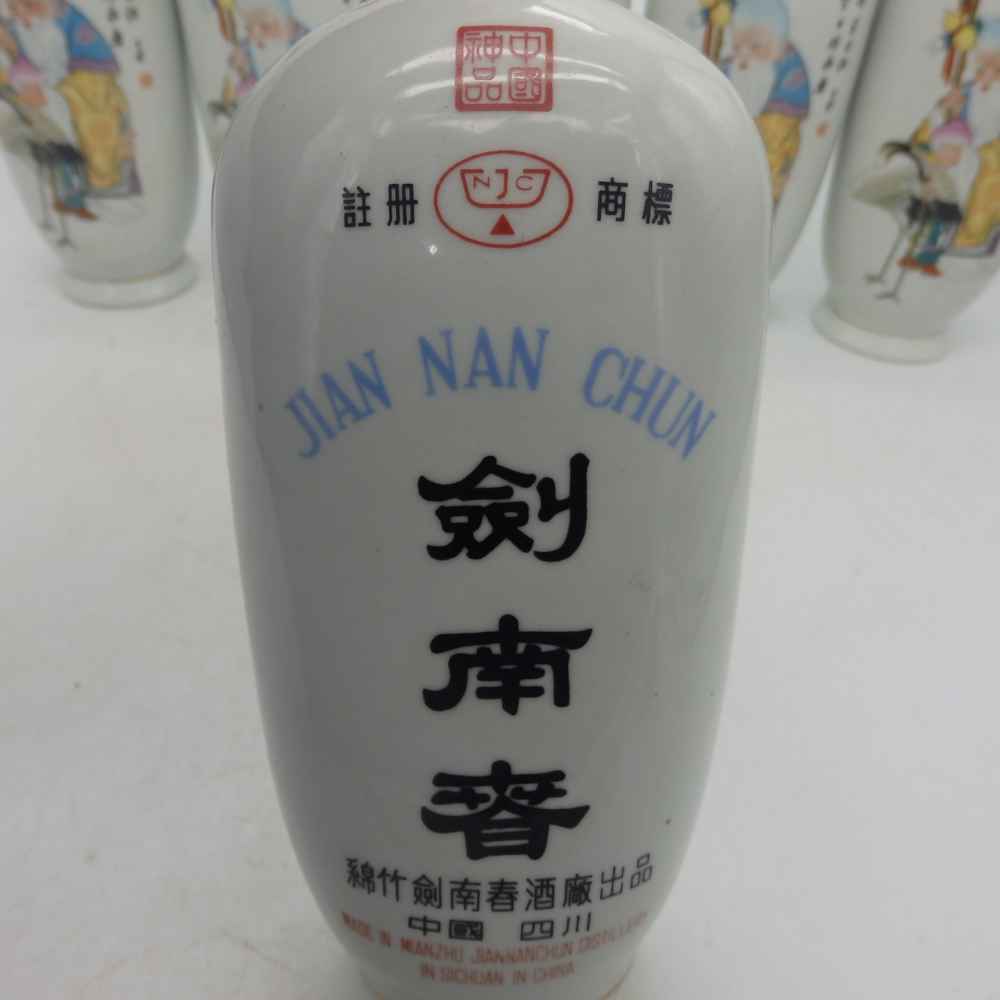 中國
神品
註册 NJC 商標
JIAN NAN CHUN
劍
南
春
綿竹劍南春酒廠出品
中國 四川
MADE IN MIANZHU JIANNANCHUN DISTILLERY
IN SICHUAN IN CHINA